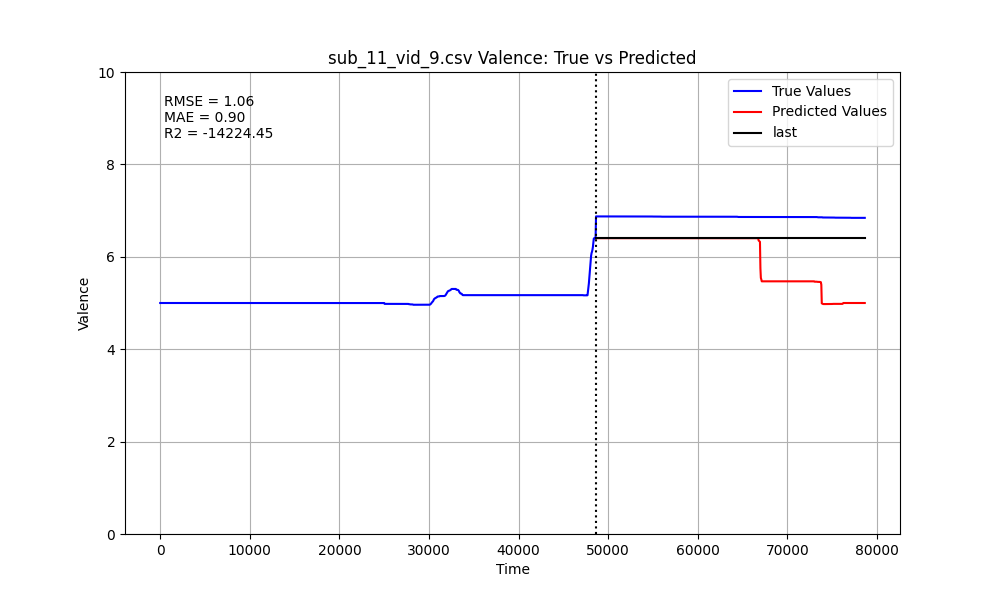 sub_11_vid_9.csv Valence: True vs Predicted
RMSE = 1.06
MAE = 0.90
R2 = -14224.45
True Values
Predicted Values
last
Valence
10
8
6
4
2
0
0 10000 20000 30000 40000 50000 60000 70000 80000
Time